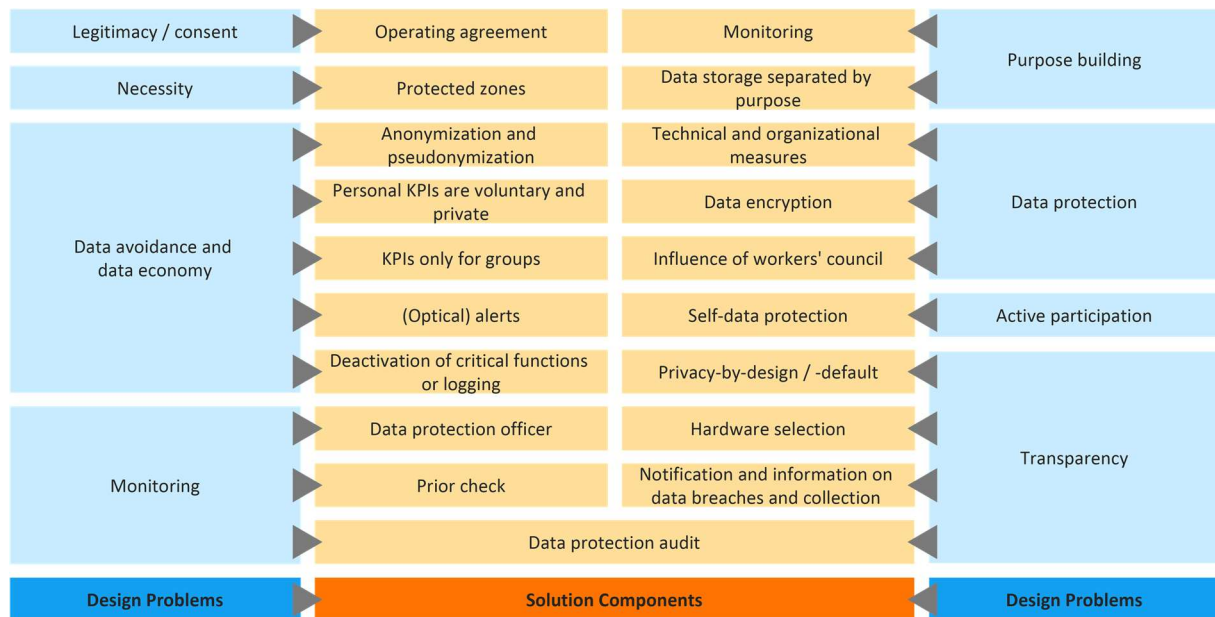 Legitimacy / consent
Operating agreement
Monitoring
Purpose building
Necessity
Protected zones
Data storage separated by
purpose
Data avoidance and
data economy
Anonymization and
pseudonymization
Technical and organizational
measures
Data protection
Personal KPIs are voluntary and
private
Data encryption
KPIs only for groups
Influence of workers' council
(Optical) alerts
Self-data protection
Active participation
Deactivation of critical functions
or logging
Privacy-by-design / -default
Transparency
Monitoring
Data protection officer
Hardware selection
Prior check
Notification and information on
data breaches and collection
Data protection audit
Design Problems
Solution Components
Design Problems